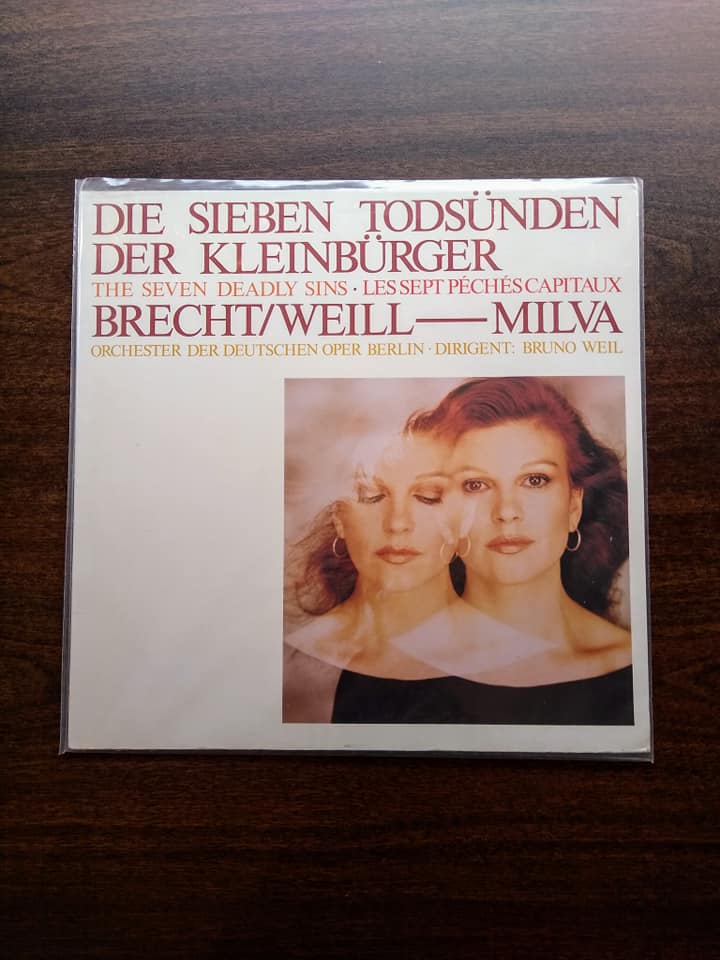 DIE SIEBEN TODSÜNDEN
DER KLEINBÜRGER
THE SEVEN DEADLY SINS · LES SEPT PÉCHÉS CAPITAUX
BRECHT/WEILL—MILVA
ORCHESTER DER DEUTSCHEN OPER BERLIN · DIRIGENT: BRUNO WEIL